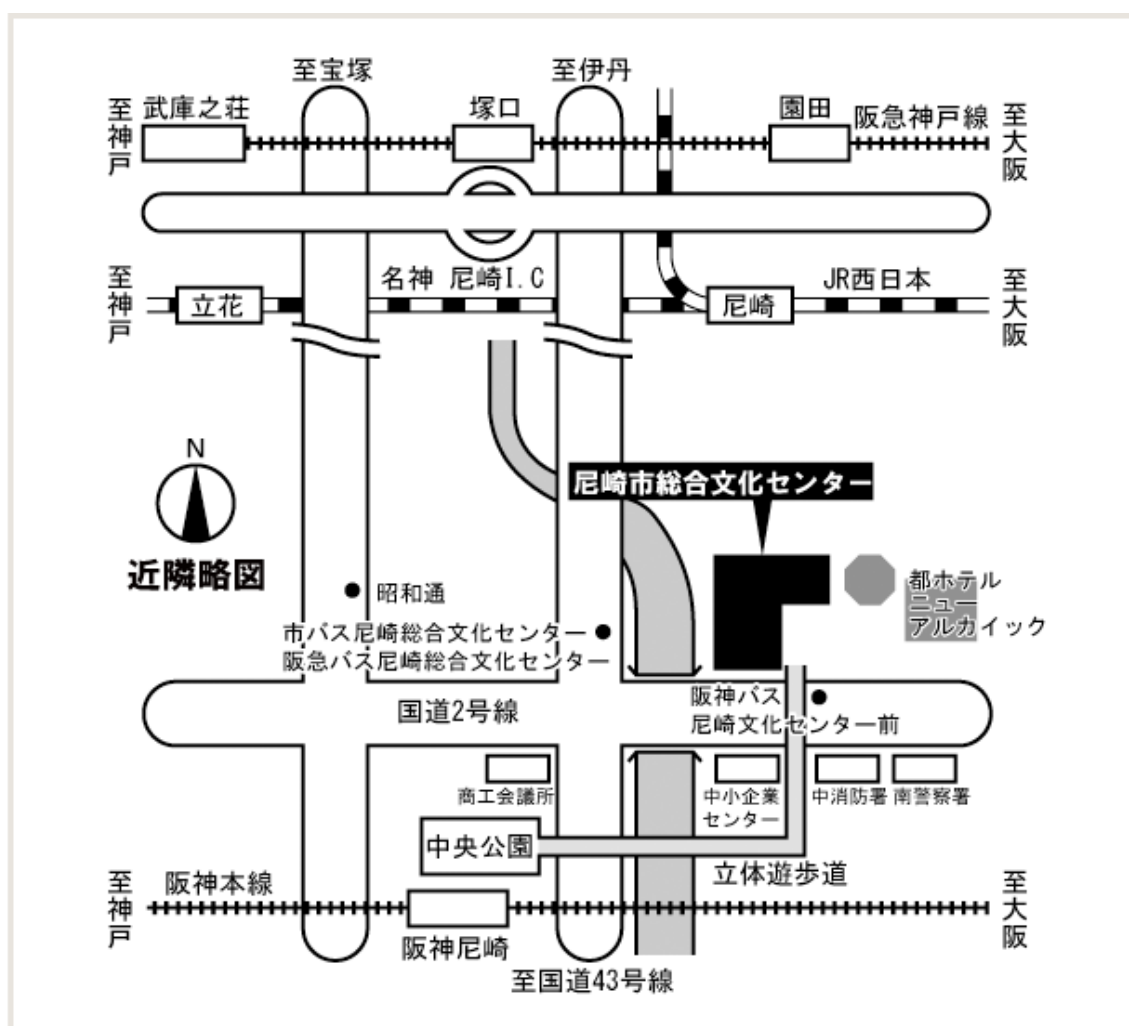 至宝塚
至伊丹
至神戸
武庫之荘
塚口
園田
阪急神戸線
至大阪
至神戸
立花
名神 尼崎I.C
尼崎
JR西日本
至大阪
N
近隣略図
尼崎市総合文化センター
都ホテル
ニュー
アルカイック
昭和通
市バス尼崎総合文化センター
阪急バス尼崎総合文化センター
国道2号線
阪神バス
尼崎文化センター前
商工会議所
中小企業
センター
中消防署
南警察署
中央公園
立体遊歩道
至神戸
阪神本線
阪神尼崎
至大阪
至国道43号線